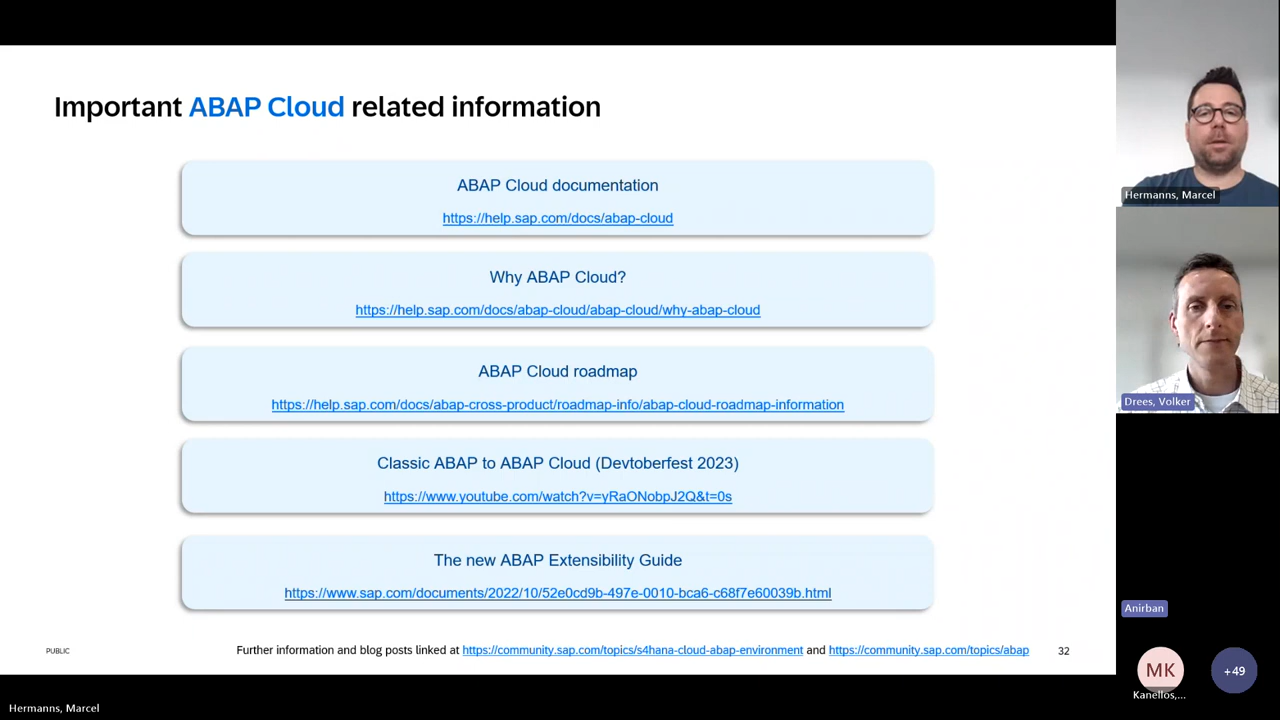 Important ABAP Cloud related information
ABAP Cloud documentation
https://help.sap.com/docs/abap-cloud
Why ABAP Cloud?
https://help.sap.com/docs/abap-cloud/abap-cloud/why-abap-cloud
ABAP Cloud roadmap
https://help.sap.com/docs/abap-cross-product/roadmap-info/abap-cloud-roadmap-information
Classic ABAP to ABAP Cloud (Devtoberfest 2023)
https://www.youtube.com/watch?v=yRaONobpJ2Q&t=0s
The new ABAP Extensibility Guide
https://www.sap.com/documents/2022/10/52e0cd9b-497e-0010-bca6-c68f7e60039b.html
PUBLIC
Further information and blog posts linked at https://community.sap.com/topics/s4hana-cloud-abap-environment and https://community.sap.com/topics/abap
32
Hermanns, Marcel
Drees, Volker
Anirban
MK
Kanellos,...
+49
Hermanns, Marcel